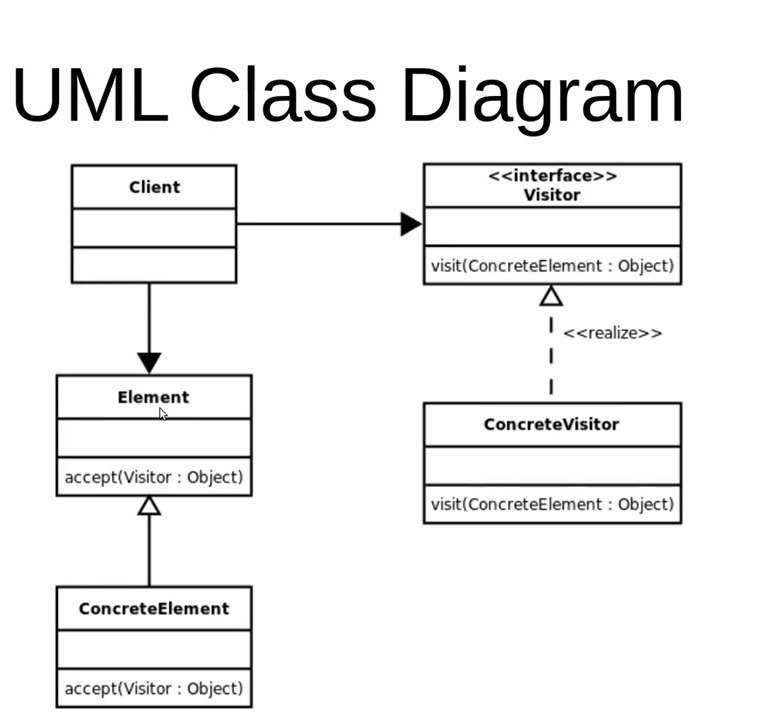 UML Class Diagram
Client
<<interface>>
Visitor
visit(ConcreteElement : Object)
<<realize>>
Element
accept(Visitor : Object)
ConcreteVisitor
visit(ConcreteElement : Object)
ConcreteElement
accept(Visitor : Object)